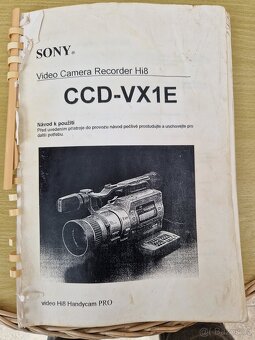 SONY®
Video Camera Recorder Hi8
CCD-VX1E
Návod k použití
Před uvedením přístroje do provozu návod pečlivě prostudujte a uschovejte pro
další potřebu.
video Hi8 Handycam PRO